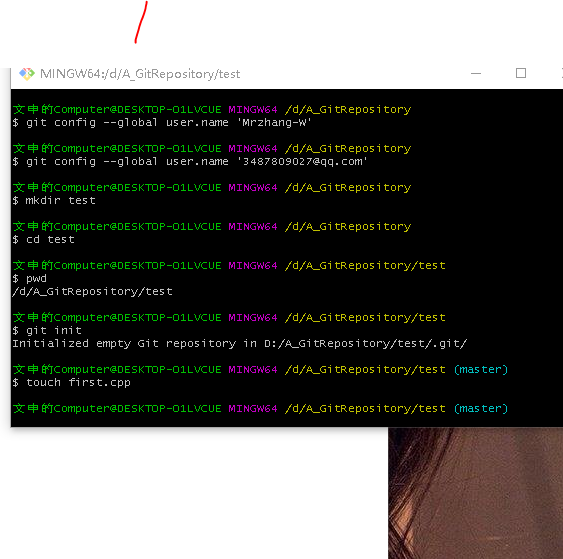 MINGW64:/d/A_GitRepository/test
文申的Computer@DESKTOP-O1LVCUE MINGW64 /d/A_GitRepository
$ git config --global user.name 'Mrzhang-W'
文申的Computer@DESKTOP-O1LVCUE MINGW64 /d/A_GitRepository
$ git config --global user.name '3487809027@qq.com'
文申的Computer@DESKTOP-O1LVCUE MINGW64 /d/A_GitRepository
$ mkdir test
文申的Computer@DESKTOP-O1LVCUE MINGW64 /d/A_GitRepository
$ cd test
文申的Computer@DESKTOP-O1LVCUE MINGW64 /d/A_GitRepository/test
$ pwd
/d/A_GitRepository/test
文申的Computer@DESKTOP-O1LVCUE MINGW64 /d/A_GitRepository/test
$ git init
Initialized empty Git repository in D:/A_GitRepository/test/.git/
文申的Computer@DESKTOP-O1LVCUE MINGW64 /d/A_GitRepository/test (master)
$ touch first.cpp
文申的Computer@DESKTOP-O1LVCUE MINGW64 /d/A_GitRepository/test (master)